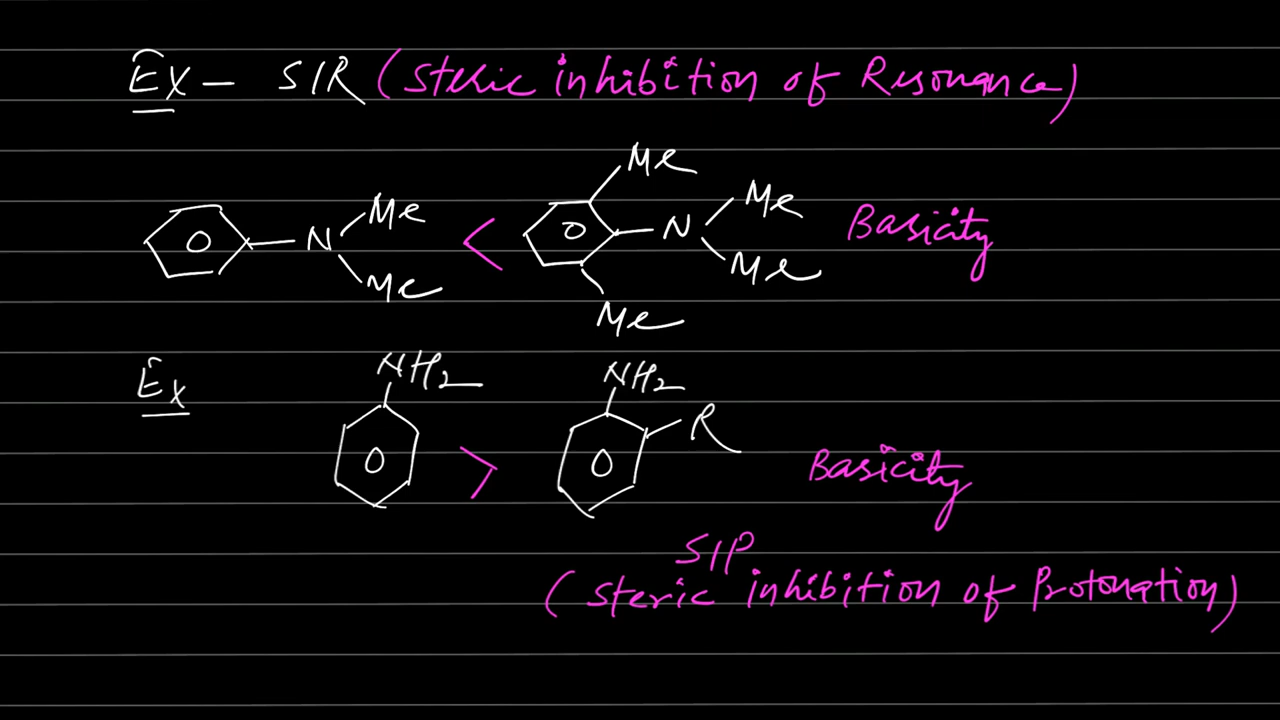 Ex - SIR (steric inhibition of Resonance)
Me
N Me < N Me Basicity
Me Me
Me
Ex NH2 NH2
R
> Basicity
SIP
(steric inhibition of Protonation)